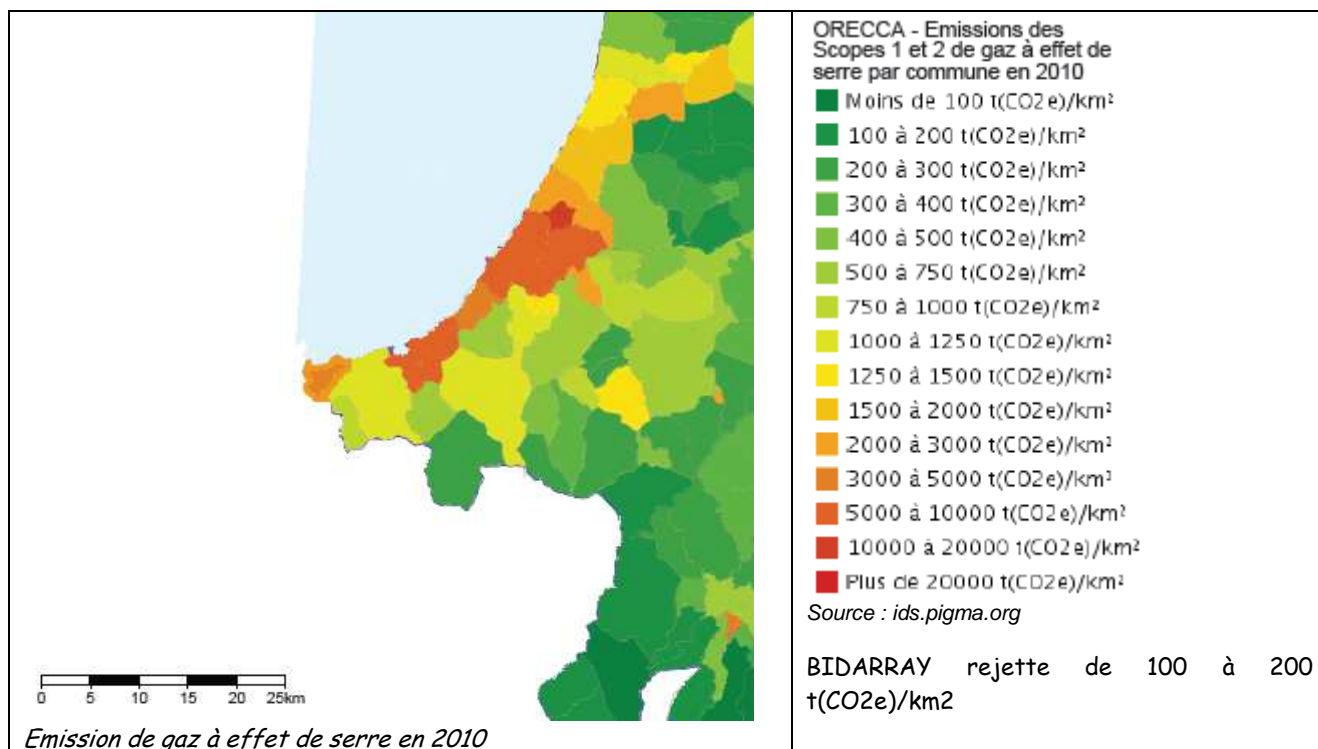 0 5 10 15 20 25km
Emission de gaz à effet de serre en 2010
ORECCA - Emissions des
Scopes 1 et 2 de gaz à effet de
serre par commune en 2010
Moins de 100 t(CO2e)/km²
100 à 200 t(CO2e)/km²
200 à 300 t(CO2e)/km²
300 à 400 t(CO2e)/km²
400 à 500 t(CO2e)/km²
500 à 750 t(CO2e)/km²
750 à 1000 t(CO2e)/km²
1000 à 1250 t(CO2e)/km²
1250 à 1500 t(CO2e)/km²
1500 à 2000 t(CO2e)/km²
2000 à 3000 t(CO2e)/km²
3000 à 5000 t(CO2e)/km²
5000 à 10000 t(CO2e)/km²
10000 à 20000 t(CO2e)/km²
Plus de 20000 t(CO2e)/km²
Source : ids.pigma.org
BIDARRAY rejette de 100 à 200
t(CO2e)/km2